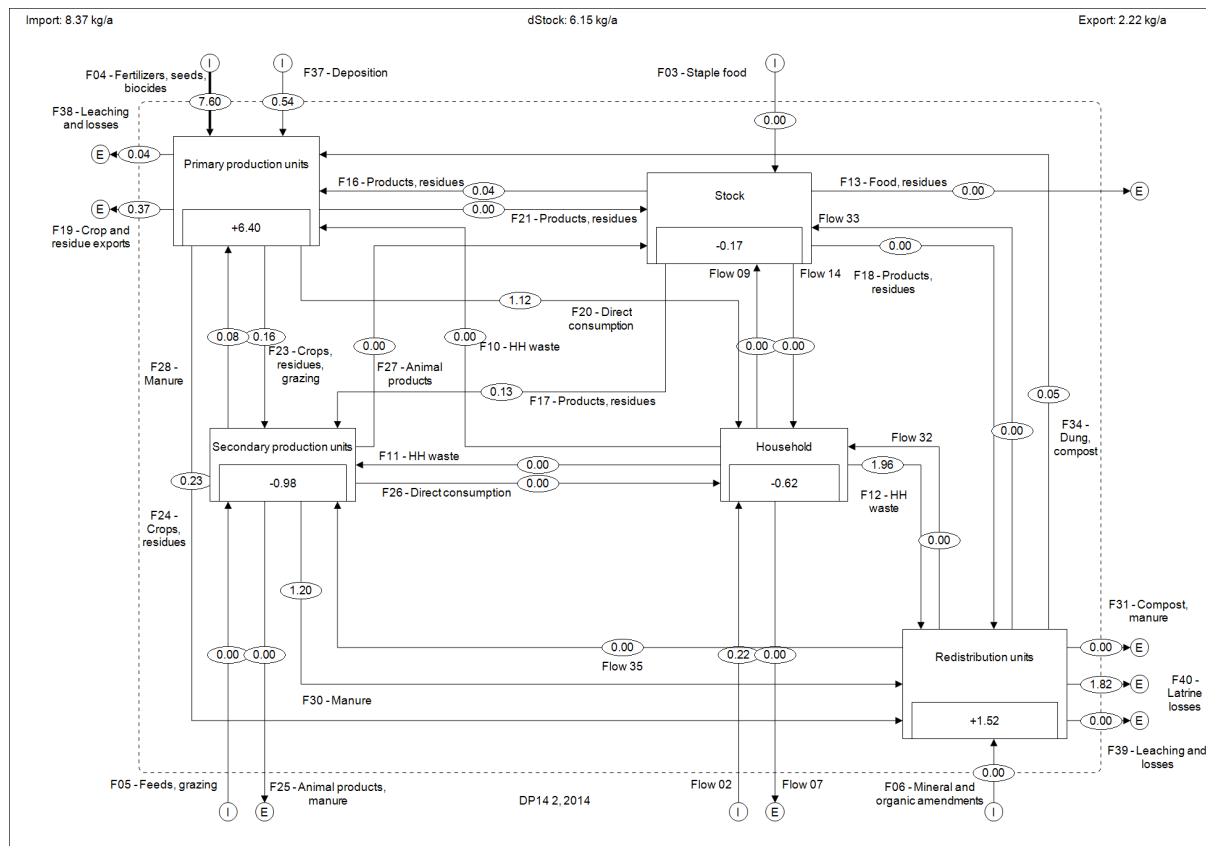 Import: 8.37 kg/a
dStock: 6.15 kg/a
Export: 2.22 kg/a
I
I
I
F04 - Fertilizers, seeds,
biocides
F37 - Deposition
F03 - Staple food
7.60
0.54
F38 - Leaching
and losses
0.00
E
0.04
Primary production units
F16 - Products, residues
0.04
Stock
F13 - Food, residues
0.00
E
E
0.37
0.00
F21 - Products, residues
Flow 33
F19 - Crop and
residue exports
+6.40
-0.17
0.00
Flow 09
Flow 14
F18 - Products,
residues
1.12
F20 - Direct
consumption
0.08
0.16
F23 - Crops,
residues,
grazing
0.00
0.00
F10 - HH waste
0.00
0.00
F28 -
Manure
F27 - Animal
products
0.13
F17 - Products, residues
0.05
F34 -
Dung,
compost
0.00
Secondary production units
Household
Flow 32
F11 - HH waste
0.00
1.96
0.23
-0.98
F26 - Direct consumption
0.00
-0.62
F12 - HH
waste
F24 -
Crops,
residues
0.00
1.20
F31 - Compost,
manure
0.00
0.00
0.00
Flow 35
0.22
0.00
Redistribution units
0.00
E
F30 - Manure
1.82
E
F40 -
Latrine
losses
+1.52
0.00
E
F39 - Leaching and
losses
F05 - Feeds, grazing
F25 - Animal products,
manure
Flow 02
Flow 07
0.00
F06 - Mineral and
organic amendments
DP14 2, 2014
I
E
I
E
I